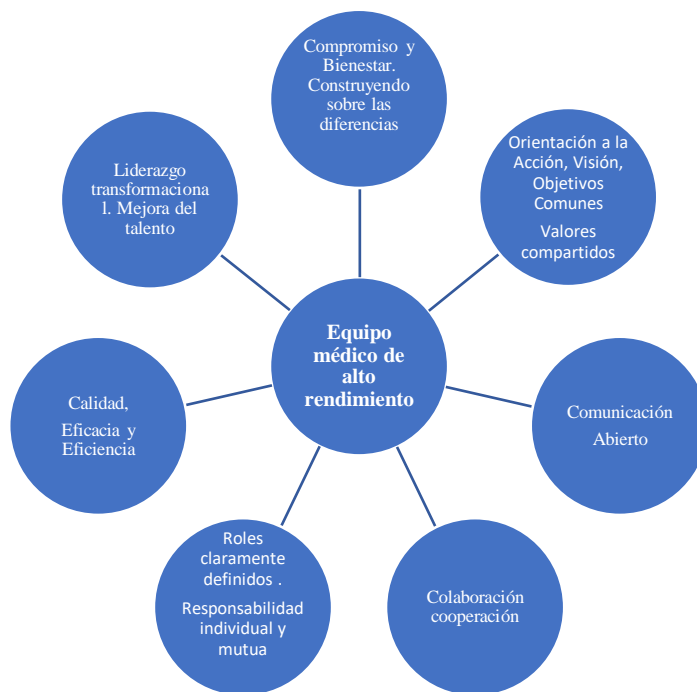 Compromiso y
Bienestar.
Construyendo
sobre las
diferencias
Orientación a la
Acción, Visión,
Objetivos
Comunes
Valores
compartidos
Liderazgo
transformaciona
l. Mejora del
talento
Equipo
médico de
alto
rendimiento
Calidad,
Eficacia y
Eficiencia
Comunicación
Abierto
Roles
claramente
definidos .
Responsabilidad
individual y
mutua
Colaboración
cooperación